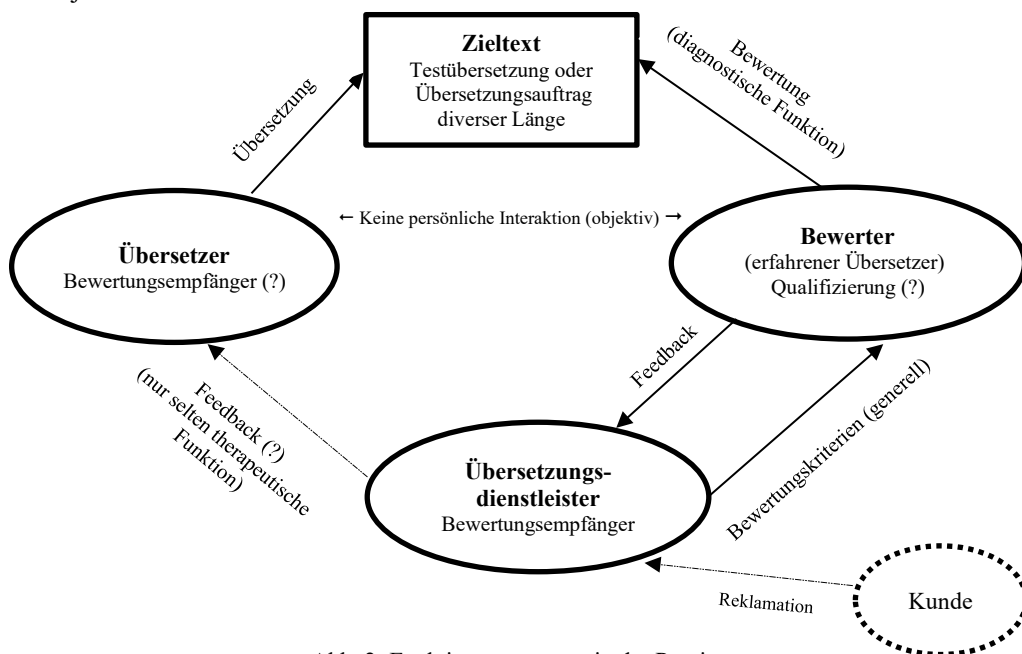 Zieltext
Testübersetzung oder
Übersetzungsauftrag
diverser Länge
Übersetzung
Bewertung
(diagnostische Funktion)
← Keine persönliche Interaktion (objektiv) →
Übersetzer
Bewertungsempfänger (?)
Bewerter
(erfahrener Übersetzer)
Qualifizierung (?)
Feedback
Bewertungskriterien (generell)
Feedback (?)
(nur selten therapeutische
Funktion)
Übersetzungs-
dienstleister
Bewertungsempfänger
Reklamation
Kunde